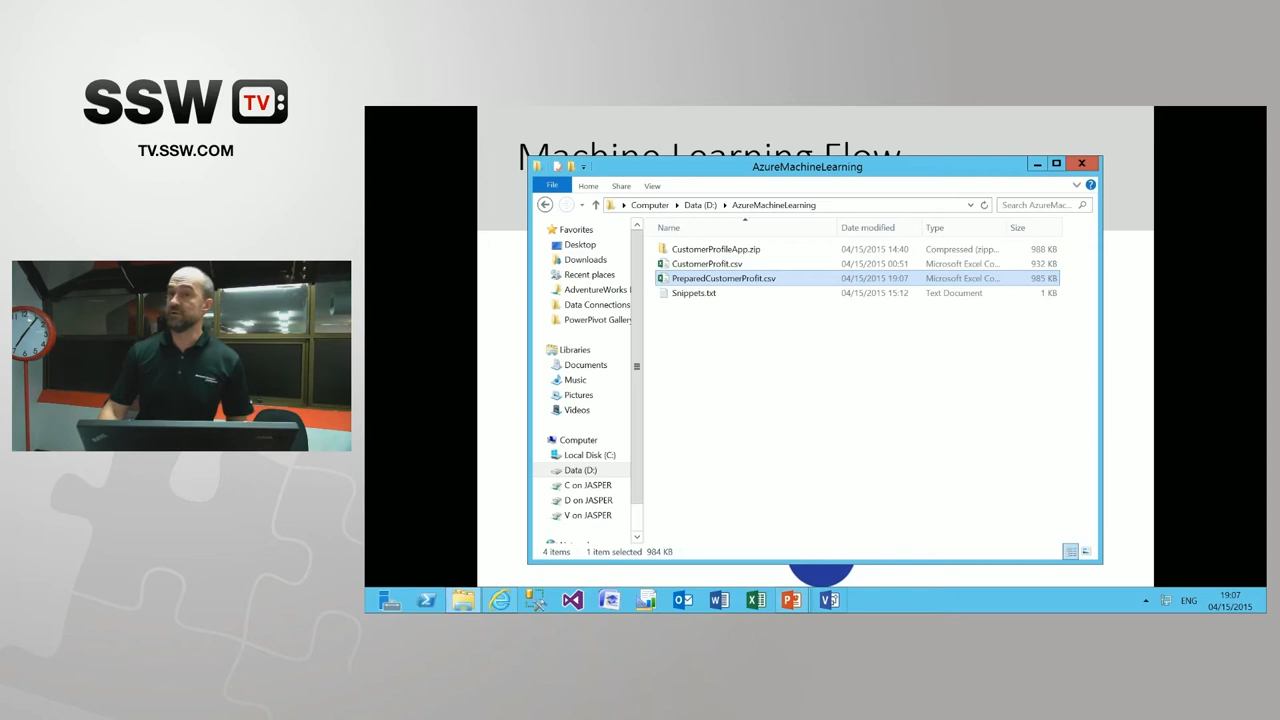 SSW TV
TV.SSW.COM
Machine Learning Flow
AzureMachineLearning
File Home Share View
Computer Data (D:) AzureMachineLearning
Search AzureMac...
Name Date modified Type Size
Favorites
Desktop
Downloads
Recent places
AdventureWorks
Data Connections
PowerPivot Gallery
Libraries
Documents
Music
Pictures
Videos
Computer
Local Disk (C:)
Data (D:)
C on JASPER
D on JASPER
V on JASPER
CustomerProfileApp.zip 04/15/2015 14:40 Compressed (zipp... 988 KB
CustomerProfit.csv 04/15/2015 00:51 Microsoft Excel Co... 932 KB
PreparedCustomerProfit.csv 04/15/2015 19:07 Microsoft Excel Co... 985 KB
Snippets.txt 04/15/2015 15:12 Text Document 1 KB
4 items 1 item selected 984 KB
ENG
19:07
04/15/2015